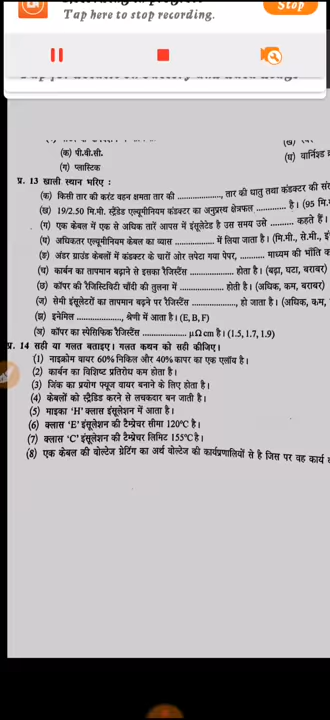 Tap here to stop recording.
Stop
(क) पी.वी.सी.
(ग) प्लास्टिक
(घ) वार्निश्ड
प्र. 13 खाली स्थान भरिए :
(क) किसी तार की करंट वहन क्षमता तार की .............., तार की धातु तथा कंडक्टर की
(ख) 19/2.50 मि.मी. स्ट्रैंडेड एल्यूमीनियम कंडक्टर का अनुप्रस्थ क्षेत्रफल ............ है। (95 मि.
(ग) एक केबल में एक से अधिक तारें आपस में इंसुलेटेड है उस समय उसे ......... कहते हैं।
(घ) अधिकतर एल्यूमीनियम केबल का व्यास ............... में लिया जाता है। (मि.मी., से.मी.,
(ङ) अंडर ग्राउंड केबलों में कंडक्टर के चारों ओर लपेटा गया पेपर, ........... माध्यम की भाँति
(च) कार्बन का तापमान बढ़ाने से इसका रैजिस्टैंस ................ होता है। (बढ़ा, घटा, बराबर)
(छ) कॉपर की रैजिस्टिविटी चाँदी की तुलना में ................ होती है। (अधिक, कम, बराबर)
(ज) सेमी इंसूलेटरों का तापमान बढ़ने पर रैजिस्टैंस ................, हो जाता है। (अधिक, कम,
(झ) इनेमिल ................, श्रेणी में आता है। (E, B, F)
(ञ) कॉपर का स्पेसिफिक रैजिस्टैंस ................ μΩcm है। (1.5, 1.7, 1.9)
प्र. 14 सही या गलत बताइए। गलत कथन को सही कीजिए।
(1) नाइक्रोम वायर 60% निकिल और 40% कापर का एक एलॉय है।
(2) कार्बन का विशिष्ट प्रतिरोध कम होता है।
(3) जिंक का प्रयोग फ्यूज वायर बनाने के लिए होता है।
(4) केबलों को स्ट्रैंडिड करने से लचकदार बन जाती है।
(5) माइका ‘H’ क्लास इंसूलेशन में आता है।
(6) क्लास ‘E’ इंसूलेशन की टैम्प्रेचर सीमा 120°C है।
(7) क्लास ‘C’ इंसूलेशन की टैम्प्रेचर लिमिट 155°C है।
(8) एक केबल की वोल्टेज ग्रेटिंग का अर्थ वोल्टेज की कार्यप्रणालियों से है जिस पर वह कार्य